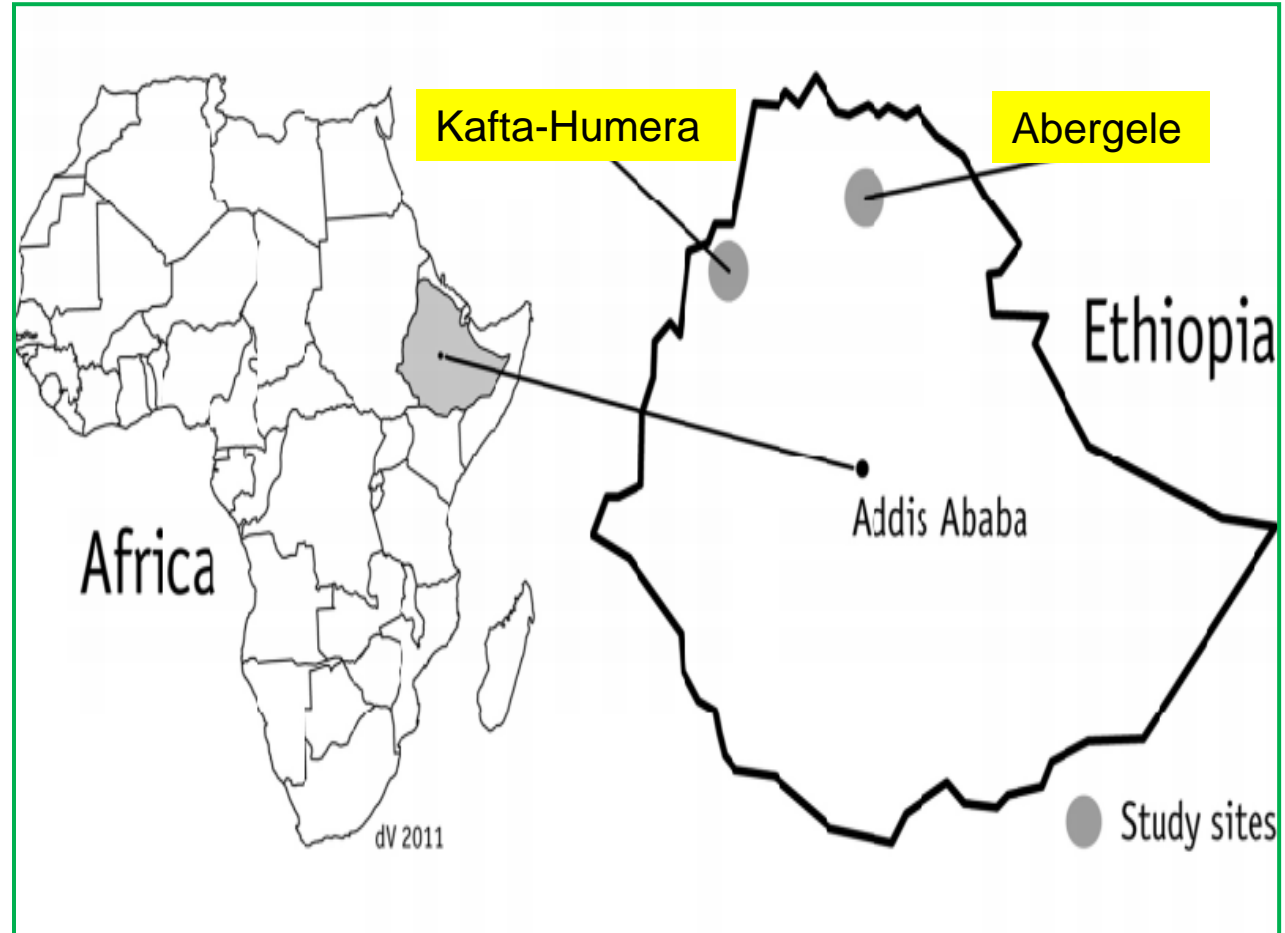 Kafta-Humera
Abergele
Ethiopia
Addis Ababa
Africa
dV 2011
Study sites